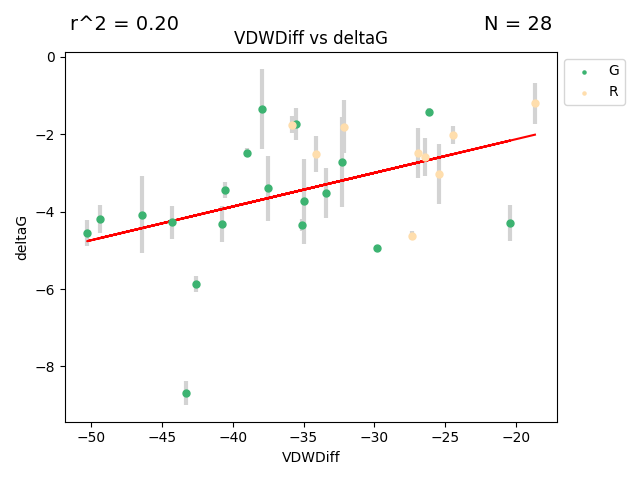 r^2 = 0.20
N = 28
VDWDiff vs deltaG
G
R
0
−2
−4
−6
−8
deltaG
−50
−45
−40
−35
−30
−25
−20
VDWDiff